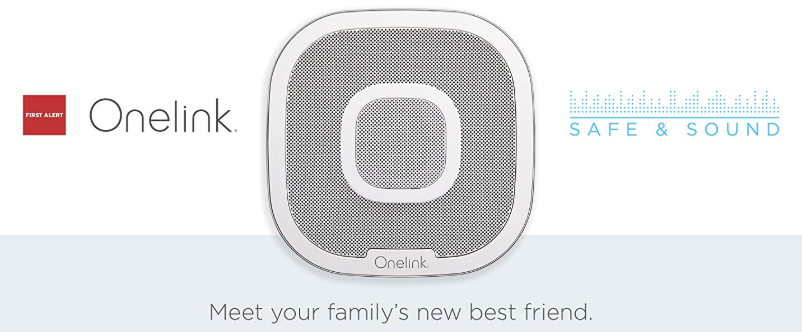 FIRST ALERT
Onelink.
SAFE & SOUND
Onelink.
Meet your family's new best friend.